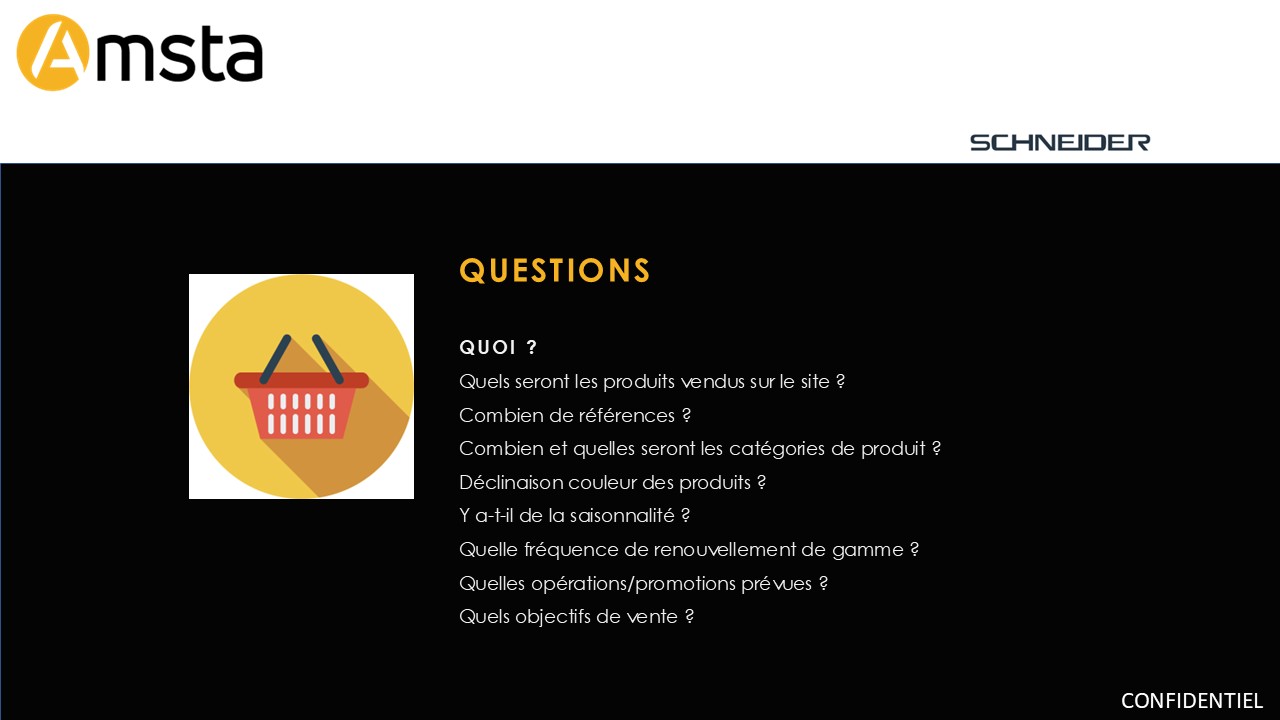 Amsta
SCHNEIDER
QUESTIONS
QUOI ?
Quels seront les produits vendus sur le site ?
Combien de références ?
Combien et quelles seront les catégories de produit ?
Déclinaison couleur des produits ?
Y a-t-il de la saisonnalité ?
Quelle fréquence de renouvellement de gamme ?
Quelles opérations/promotions prévues ?
Quels objectifs de vente ?
CONFIDENTIEL